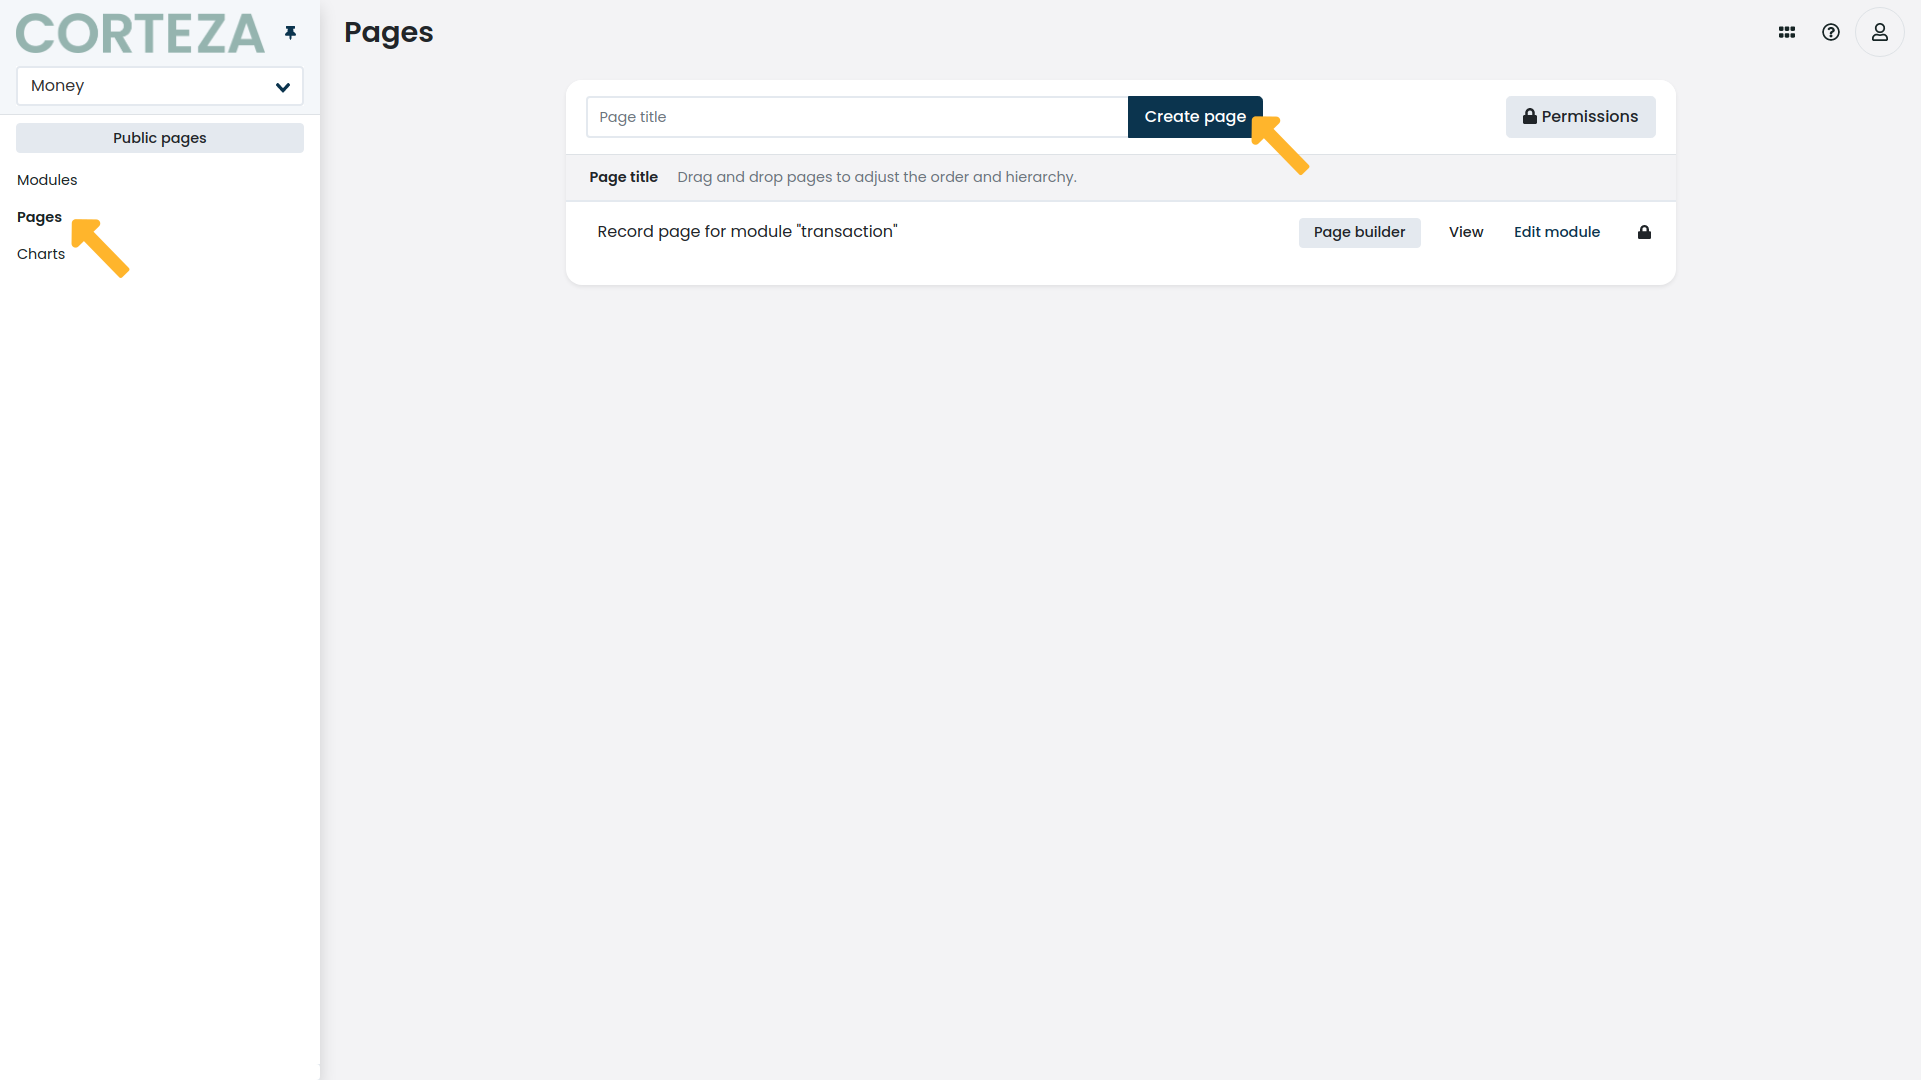 CORTEZA
Money
Public pages
Modules
Pages
Charts
Pages
Page title
Create page
Permissions
Page title Drag and drop pages to adjust the order and hierarchy.
Record page for module "transaction" Page builder View Edit module